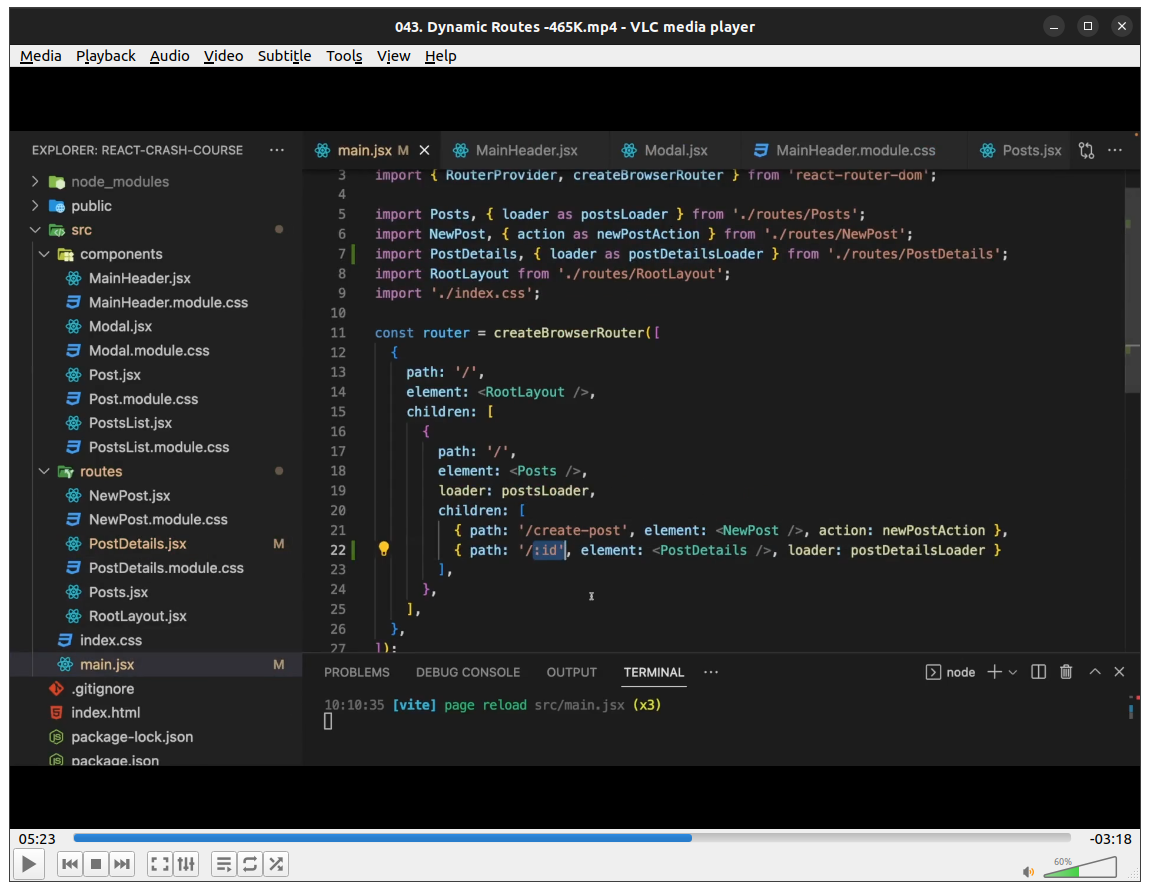 043. Dynamic Routes -465K.mp4 - VLC media player
Media Playback Audio Video Subtitle Tools View Help
EXPLORER: REACT-CRASH-COURSE ···
node_modules
public
src
components
MainHeader.jsx
MainHeader.module.css
Modal.jsx
Modal.module.css
Post.jsx
Post.module.css
PostsList.jsx
PostsList.module.css
routes
NewPost.jsx
NewPost.module.css
PostDetails.jsx M
PostDetails.module.css
Posts.jsx
RootLayout.jsx
index.css
main.jsx M
.gitignore
index.html
package-lock.json
package.json
main.jsx M MainHeader.jsx Modal.jsx MainHeader.module.css Posts.jsx ···
3 import { RouterProvider, createBrowserRouter } from 'react-router-dom';
4
5 import Posts, { loader as postsLoader } from './routes/Posts';
6 import NewPost, { action as newPostAction } from './routes/NewPost';
7 import PostDetails, { loader as postDetailsLoader } from './routes/PostDetails';
8 import RootLayout from './routes/RootLayout';
9 import './index.css';
10
11 const router = createBrowserRouter([
12 {
13 path: '/',
14 element: <RootLayout />,
15 children: [
16 {
17 path: '/',
18 element: <Posts />,
19 loader: postsLoader,
20 children: [
21 { path: '/create-post', element: <NewPost />, action: newPostAction },
22 { path: '/:id', element: <PostDetails />, loader: postDetailsLoader }
23 ],
24 },
25 ],
26 },
27 ]);
PROBLEMS DEBUG CONSOLE OUTPUT TERMINAL ··· node
10:10:35 [vite] page reload src/main.jsx (x3)
05:23 -03:18
60%